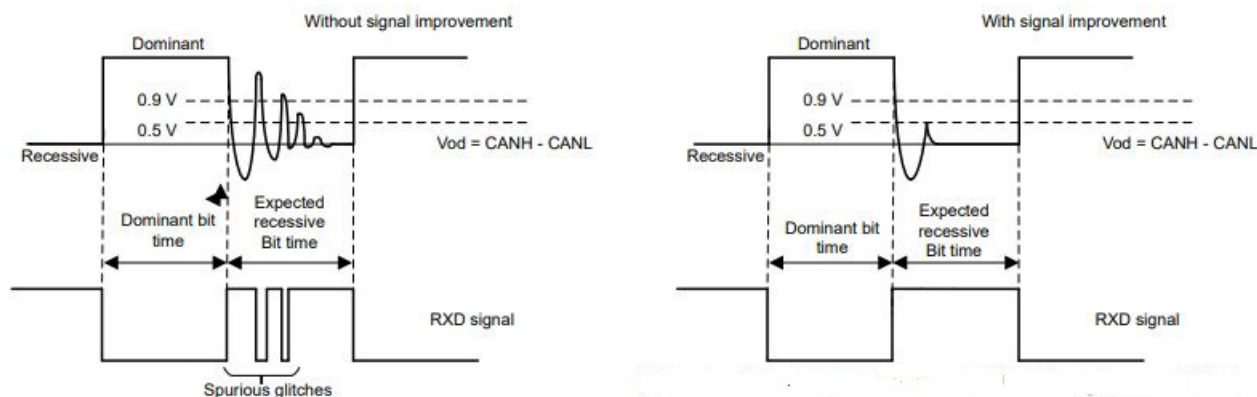 Without signal improvement
Dominant
0.9 V
0.5 V
Recessive
Vod = CANH - CANL
Dominant bit
time
Expected
recessive
Bit time
RXD signal
Spurious glitches
With signal improvement
Dominant
0.9 V
0.5 V
Recessive
Vod = CANH - CANL
Dominant bit
time
Expected
recessive
Bit time
RXD signal